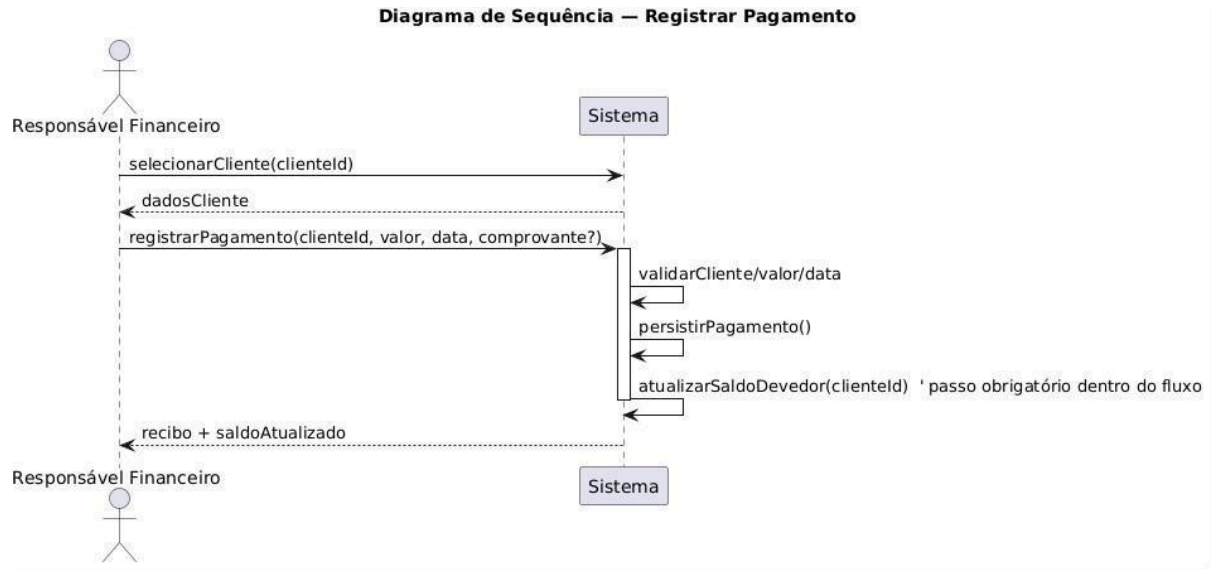 Diagrama de Sequência — Registrar Pagamento
Responsável Financeiro
Sistema
selecionarCliente(clienteId)
dadosCliente
registrarPagamento(clienteId, valor, data, comprovante?)
validarCliente/valor/data
persistirPagamento()
atualizarSaldoDevedor(clienteId)  ' passo obrigatório dentro do fluxo
recibo + saldoAtualizado
Responsável Financeiro
Sistema